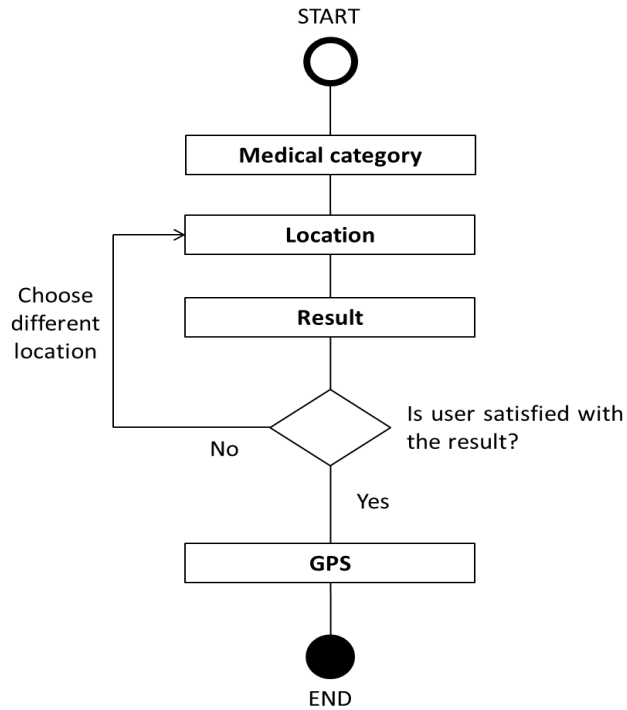 START
Medical category
Location
Choose
different
location
Result
Is user satisfied with
the result?
No
Yes
GPS
END